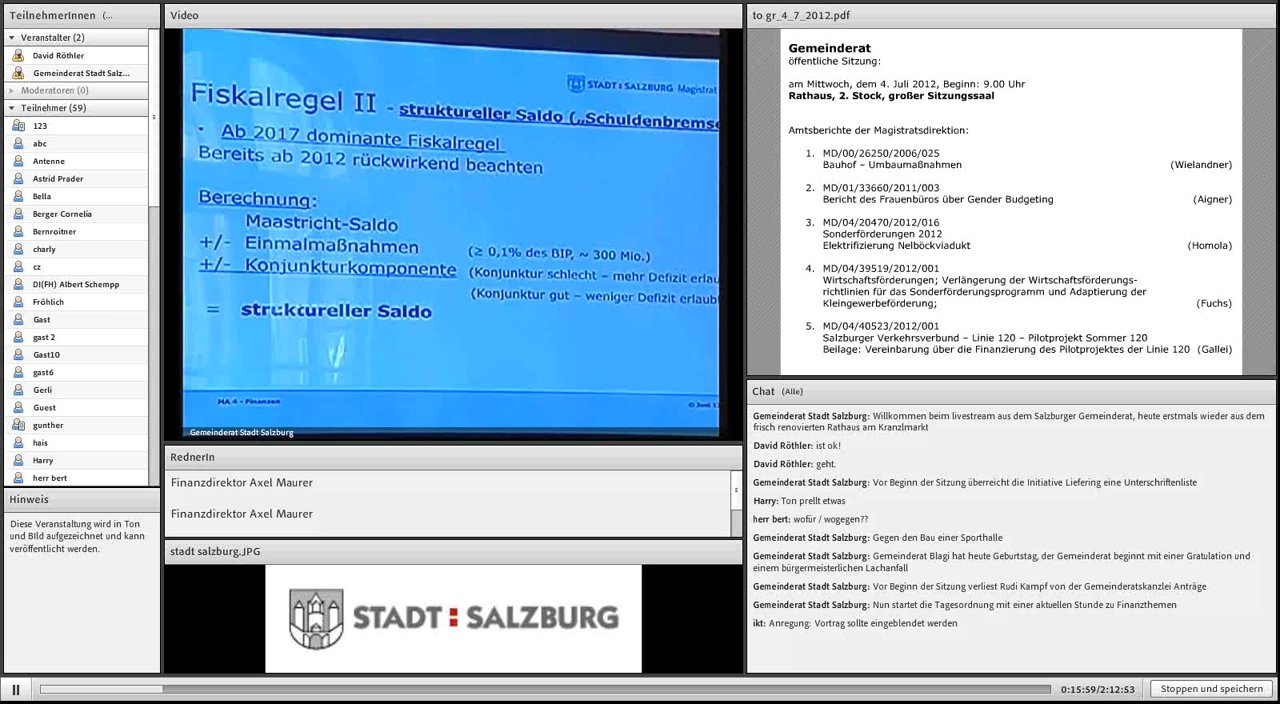 TeilnehmerInnen (...
Veranstalter (2)
David Röthler
Gemeinderat Stadt Salz...
Moderatoren (0)
Teilnehmer (59)
123
abc
Antenne
Astrid Prader
Bella
Berger Cornelia
Bernroitner
charly
cz
DI(FH) Albert Schempp
Fröhlich
Gast
gast 2
Gast10
gast6
Gerli
Guest
gunther
hais
Harry
herr bert
Hinweis
Diese Veranstaltung wird in Ton
und BIld aufgezeichnet und kann
veröffentlicht werden.
Video
STADT:SALZBURG Magistrat
Fiskalregel II - struktureller Saldo („Schuldenbremse
• Ab 2017 dominante Fiskalregel
Bereits ab 2012 rückwirkend beachten
Berechnung:
Maastricht-Saldo
+/- Einmalmaßnahmen (≥ 0,1% des BIP, ~ 300 Mio.)
+/- Konjunkturkomponente (Konjunktur schlecht – mehr Defizit erlau
(Konjunktur gut – weniger Defizit erlaubt
= struktureller Saldo
MA 4 - Finanzen
© Juni 1
Gemeinderat Stadt Salzburg
RednerIn
Finanzdirektor Axel Maurer
Finanzdirektor Axel Maurer
stadt salzburg.JPG
STADT:SALZBURG
to gr_4_7_2012.pdf
Gemeinderat
öffentliche Sitzung:
am Mittwoch, dem 4. Juli 2012, Beginn: 9.00 Uhr
Rathaus, 2. Stock, großer Sitzungssaal
Amtsberichte der Magistratsdirektion:
1. MD/00/26250/2006/025
Bauhof – Umbaumaßnahmen (Wielandner)
2. MD/01/33660/2011/003
Bericht des Frauenbüros über Gender Budgeting (Aigner)
3. MD/04/20470/2012/016
Sonderförderungen 2012
Elektrifizierung Nelböckviadukt (Homola)
4. MD/04/39519/2012/001
Wirtschaftsförderungen; Verlängerung der Wirtschaftsförderungs-
richtlinien für das Sonderförderungsprogramm und Adaptierung der
Kleingewerbeförderung; (Fuchs)
5. MD/04/40523/2012/001
Salzburger Verkehrsverbund – Linie 120 – Pilotprojekt Sommer 120
Beilage: Vereinbarung über die Finanzierung des Pilotprojektes der Linie 120 (Gallei)
Chat (Alle)
Gemeinderat Stadt Salzburg: Willkommen beim livestream aus dem Salzburger Gemeinderat, heute erstmals wieder aus dem
frisch renovierten Rathaus am Kranzlmarkt
David Röthler: ist ok!
David Röthler: geht.
Gemeinderat Stadt Salzburg: Vor Beginn der Sitzung überreicht die Initiative Liefering eine Unterschriftenliste
Harry: Ton prellt etwas
herr bert: wofür / wogegen??
Gemeinderat Stadt Salzburg: Gegen den Bau einer Sporthalle
Gemeinderat Stadt Salzburg: Gemeinderat Blagi hat heute Geburtstag, der Gemeinderat beginnt mit einer Gratulation und
einem bürgermeisterlichen Lachanfall
Gemeinderat Stadt Salzburg: Vor Beginn der Sitzung verliest Rudi Kampf von der Gemeinderatskanzlei Anträge
Gemeinderat Stadt Salzburg: Nun startet die Tagesordnung mit einer aktuellen Stunde zu Finanzthemen
ikt: Anregung: Vortrag sollte eingeblendet werden
0:15:59/2:12:53
Stoppen und speichern